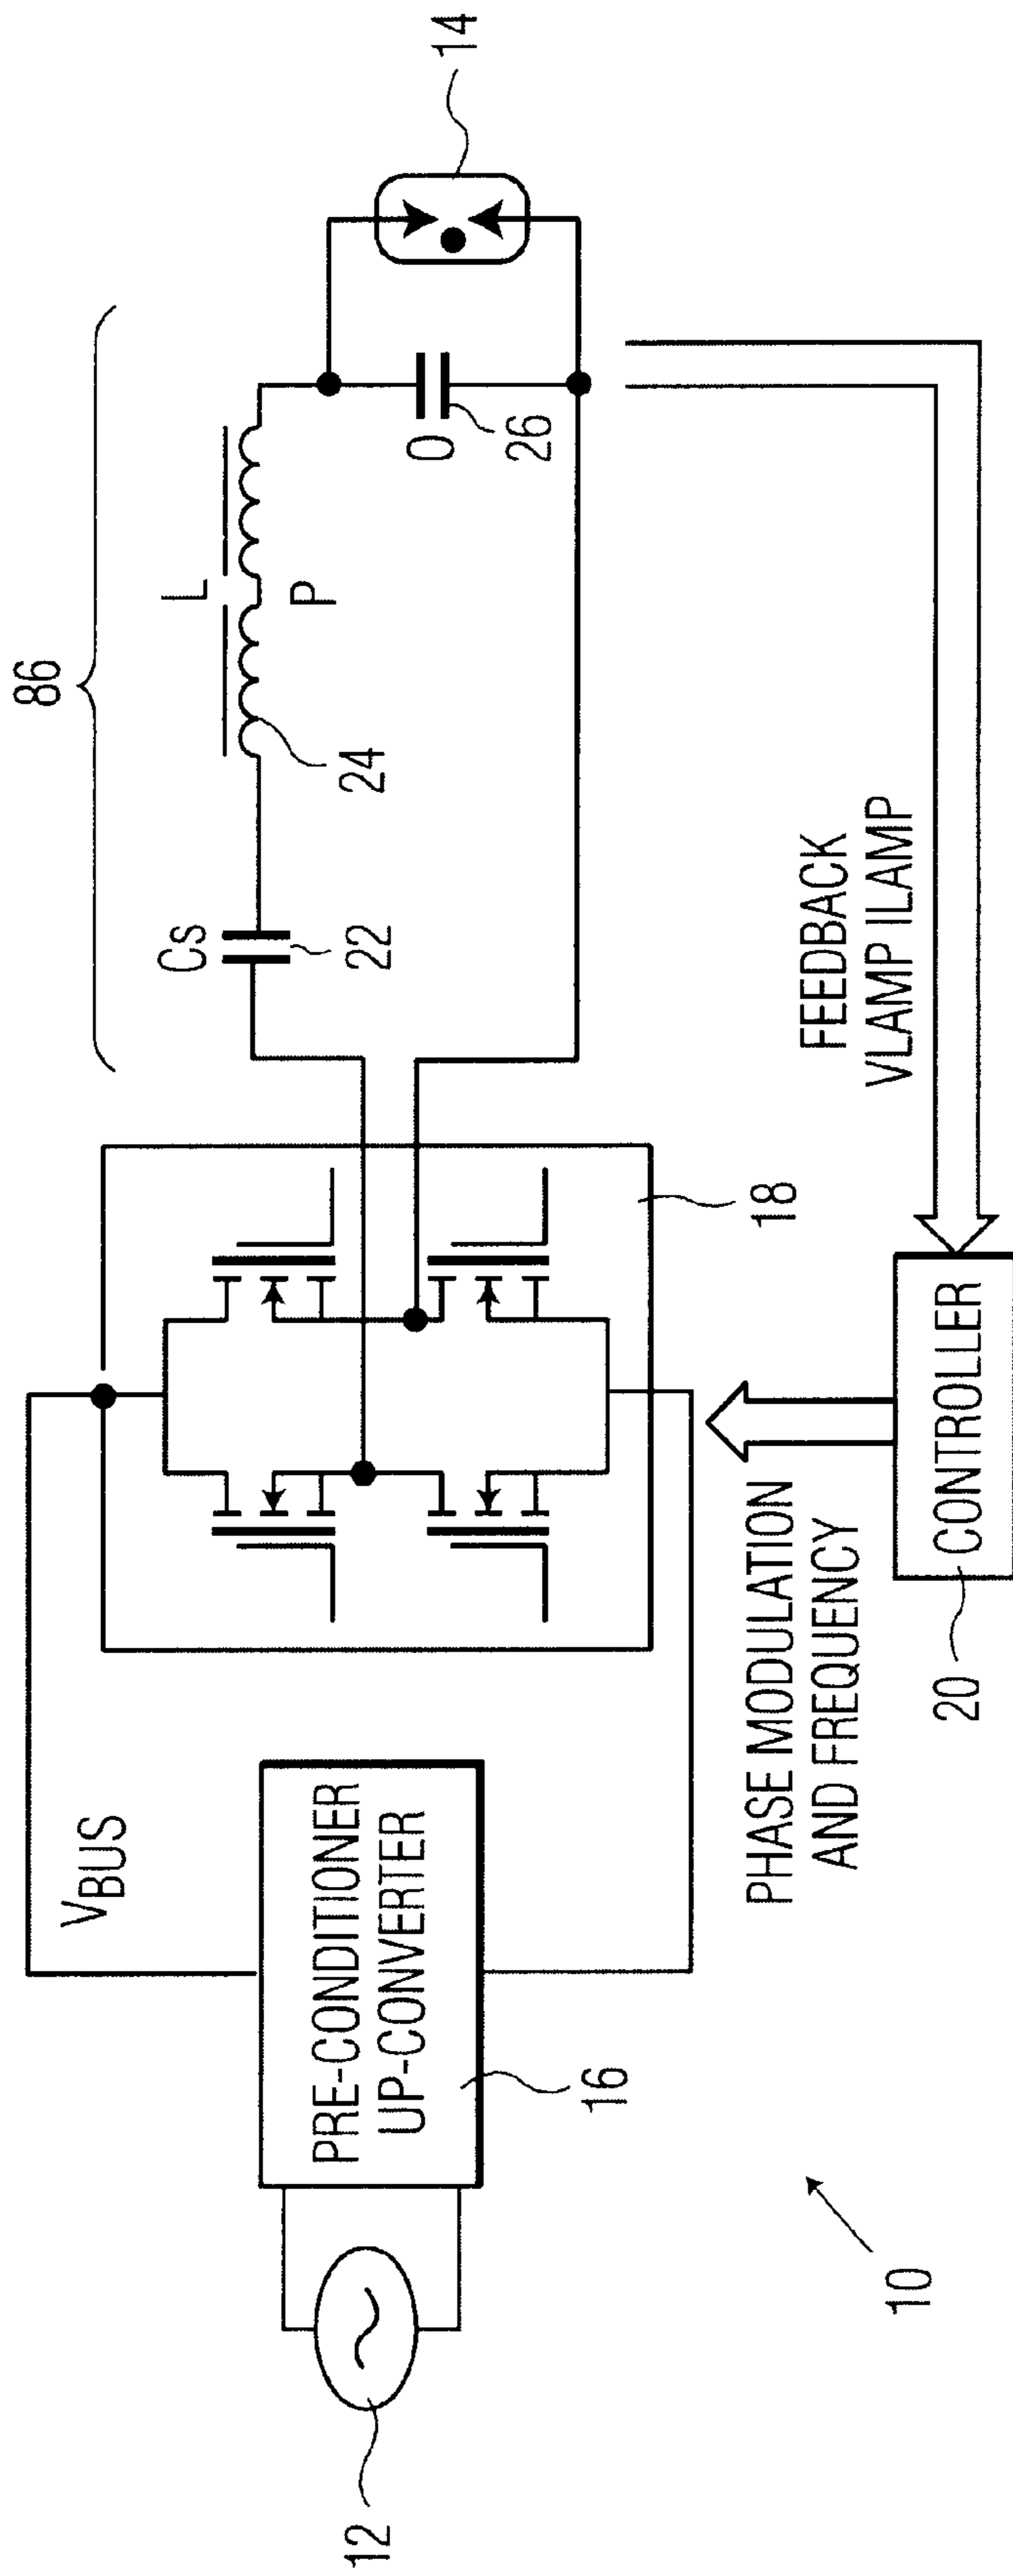 86
L
P
Cs
22
24
O
26
14
VBUS
PRE-CONDITIONER
UP-CONVERTER
16
12
10
18
PHASE MODULATION
AND FREQUENCY
FEEDBACK
VLAMP ILAMP
CONTROLLER
20